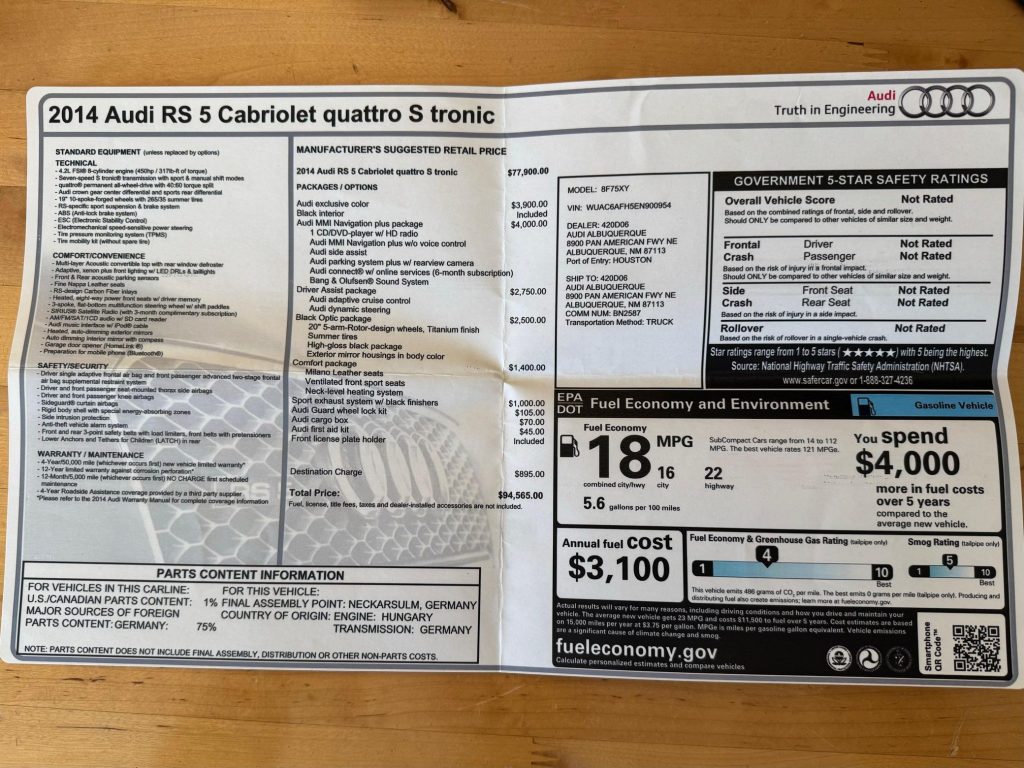 2014 Audi RS 5 Cabriolet quattro S tronic
Audi
Truth in Engineering
STANDARD EQUIPMENT (unless replaced by options)
TECHNICAL
- 4.2L FSI® 8-cylinder engine (450hp / 317lb-ft of torque)
- Seven-speed S tronic® transmission with sport & manual shift modes
- quattro® permanent all-wheel-drive with 40:60 torque split
- Audi crown gear center differential and sports rear differential
- 19" 10-spoke-forged wheels with 265/35 summer tires
- RS-specific sport suspension & brake system
- ABS (Anti-lock brake system)
- ESC (Electronic Stability Control)
- Electromechanical speed-sensitive power steering
- Tire pressure monitoring system (TPMS)
- Tire mobility kit (without spare tire)
COMFORT/CONVENIENCE
- Multi-layer Acoustic convertible top with rear window defroster
- Adaptive, xenon plus front lighting w/ LED DRLs & taillights
- Front & Rear acoustic parking sensors
- Fine Nappa Leather seats
- RS-design Carbon Fiber inlays
- Heated, eight-way power front seats w/ driver memory
- 3-spoke, flat-bottom multifunction steering wheel w/ shift paddles
- SIRIUS® Satellite Radio (with 3-month complimentary subscription)
- AM/FM/SAT/1CD audio w/ SD card reader
- Audi music interface w/ iPod® cable
- Heated, auto-dimming exterior mirrors
- Auto dimming interior mirror with compass
- Garage door opener (HomeLink ®)
- Preparation for mobile phone (Bluetooth®)
SAFETY/SECURITY
- Driver single adaptive frontal air bag and front passenger advanced two-stage frontal
air bag supplemental restraint system
- Driver and front passenger seat-mounted thorax side airbags
- Driver and front passenger knee airbags
- Sideguard® curtain airbags
- Rigid body shell with special energy-absorbing zones
- Side intrusion protection
- Anti-theft vehicle alarm system
- Front and rear 3-point safety belts with load limiters, front belts with pretensioners
- Lower Anchors and Tethers for Children (LATCH) in rear
WARRANTY / MAINTENANCE
- 4-Year/50,000 mile (whichever occurs first) new vehicle limited warranty*
- 12-Year limited warranty against corrosion perforation*
- 12-Month/5,000 mile (whichever occurs first) NO CHARGE first scheduled
maintenance
- 4-Year Roadside Assistance coverage provided by a third party supplier
*Please refer to the 2014 Audi Warranty Manual for complete coverage information
MANUFACTURER'S SUGGESTED RETAIL PRICE
2014 Audi RS 5 Cabriolet quattro S tronic $77,900.00
PACKAGES / OPTIONS
Audi exclusive color $3,900.00
Black interior Included
Audi MMI Navigation plus package $4,000.00
1 CD/DVD-player w/ HD radio
Audi MMI Navigation plus w/o voice control
Audi side assist
Audi parking system plus w/ rearview camera
Audi connect® w/ online services (6-month subscription)
Bang & Olufsen® Sound System
Driver Assist package $2,750.00
Audi adaptive cruise control
Audi dynamic steering
Black Optic package $2,500.00
20" 5-arm-Rotor-design wheels, Titanium finish
Summer tires
High-gloss black package
Exterior mirror housings in body color
Comfort package $1,400.00
Milano Leather seats
Ventilated front sport seats
Neck-level heating system
Sport exhaust system w/ black finishers $1,000.00
Audi Guard wheel lock kit $105.00
Audi cargo box $70.00
Audi first aid kit $45.00
Front license plate holder Included
Destination Charge $895.00
Total Price: $94,565.00
Fuel, license, title fees, taxes and dealer-installed accessories are not included.
MODEL: 8F75XY
VIN: WUAC6AFH5EN900954
DEALER: 420D06
AUDI ALBUQUERQUE
8900 PAN AMERICAN FWY NE
ALBUQUERQUE, NM 87113
Port of Entry: HOUSTON
SHIP TO: 420D06
AUDI ALBUQUERQUE
8900 PAN AMERICAN FWY NE
ALBUQUERQUE, NM 87113
COMM NUM: BN2587
Transportation Method: TRUCK
GOVERNMENT 5-STAR SAFETY RATINGS
Overall Vehicle Score Not Rated
Based on the combined ratings of frontal, side and rollover.
Should ONLY be compared to other vehicles of similar size and weight.
Frontal Driver Not Rated
Crash Passenger Not Rated
Based on the risk of injury in a frontal impact.
Should ONLY be compared to other vehicles of similar size and weight.
Side Front Seat Not Rated
Crash Rear Seat Not Rated
Based on the risk of injury in a side impact.
Rollover Not Rated
Based on the risk of rollover in a single-vehicle crash.
Star ratings range from 1 to 5 stars (★★★★★) with 5 being the highest.
Source: National Highway Traffic Safety Administration (NHTSA).
www.safercar.gov or 1-888-327-4236
EPA
DOT
Fuel Economy and Environment
Gasoline Vehicle
Fuel Economy
18 MPG
combined city/hwy
16
city
22
highway
5.6 gallons per 100 miles
SubCompact Cars range from 14 to 112
MPG. The best vehicle rates 121 MPGe.
You spend
$4,000
more in fuel costs
over 5 years
compared to the
average new vehicle.
Annual fuel cost
$3,100
Fuel Economy & Greenhouse Gas Rating (tailpipe only)
1 4 10
Best
Smog Rating (tailpipe only)
1 5 10
Best
This vehicle emits 486 grams of CO2 per mile. The best emits 0 grams per mile (tailpipe only). Producing and
distributing fuel also create emissions; learn more at fueleconomy.gov.
Actual results will vary for many reasons, including driving conditions and how you drive and maintain your
vehicle. The average new vehicle gets 23 MPG and costs $11,500 to fuel over 5 years. Cost estimates are based
on 15,000 miles per year at $3.75 per gallon. MPGe is miles per gasoline gallon equivalent. Vehicle emissions
are a significant cause of climate change and smog.
fueleconomy.gov
Calculate personalized estimates and compare vehicles
Smartphone
QR Code™
PARTS CONTENT INFORMATION
FOR VEHICLES IN THIS CARLINE:
U.S./CANADIAN PARTS CONTENT: 1%
MAJOR SOURCES OF FOREIGN
PARTS CONTENT: GERMANY: 75%
FOR THIS VEHICLE:
FINAL ASSEMBLY POINT: NECKARSULM, GERMANY
COUNTRY OF ORIGIN: ENGINE: HUNGARY
TRANSMISSION: GERMANY
NOTE: PARTS CONTENT DOES NOT INCLUDE FINAL ASSEMBLY, DISTRIBUTION OR OTHER NON-PARTS COSTS.